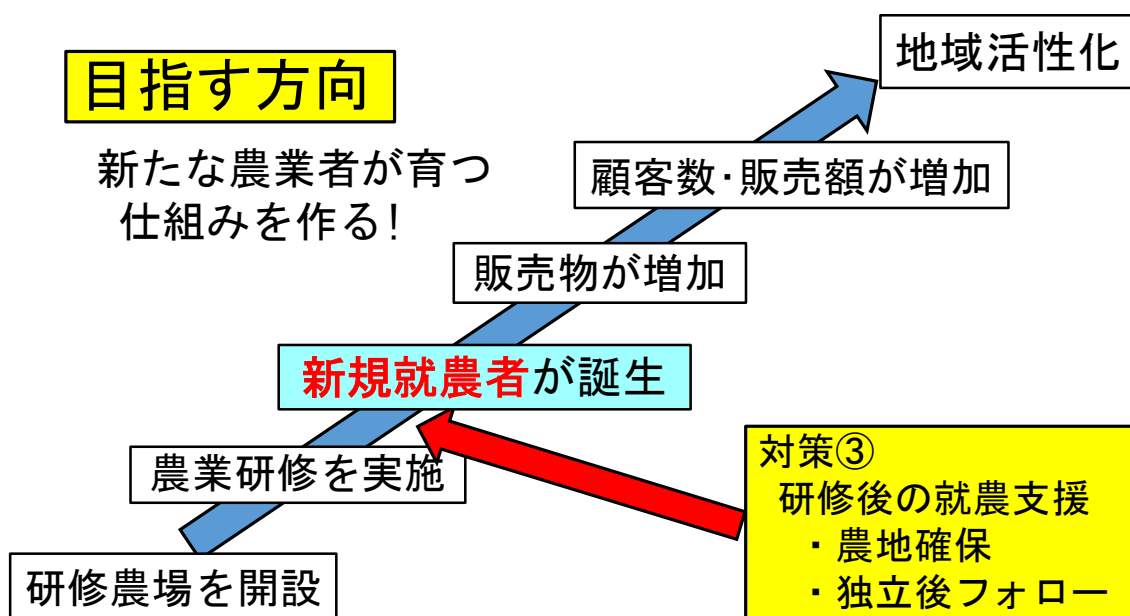 目指す方向
新たな農業者が育つ
仕組みを作る!
地域活性化
顧客数・販売額が増加
販売物が増加
新規就農者が誕生
農業研修を実施
研修農場を開設
対策③
研修後の就農支援
・農地確保
・独立後フォロー